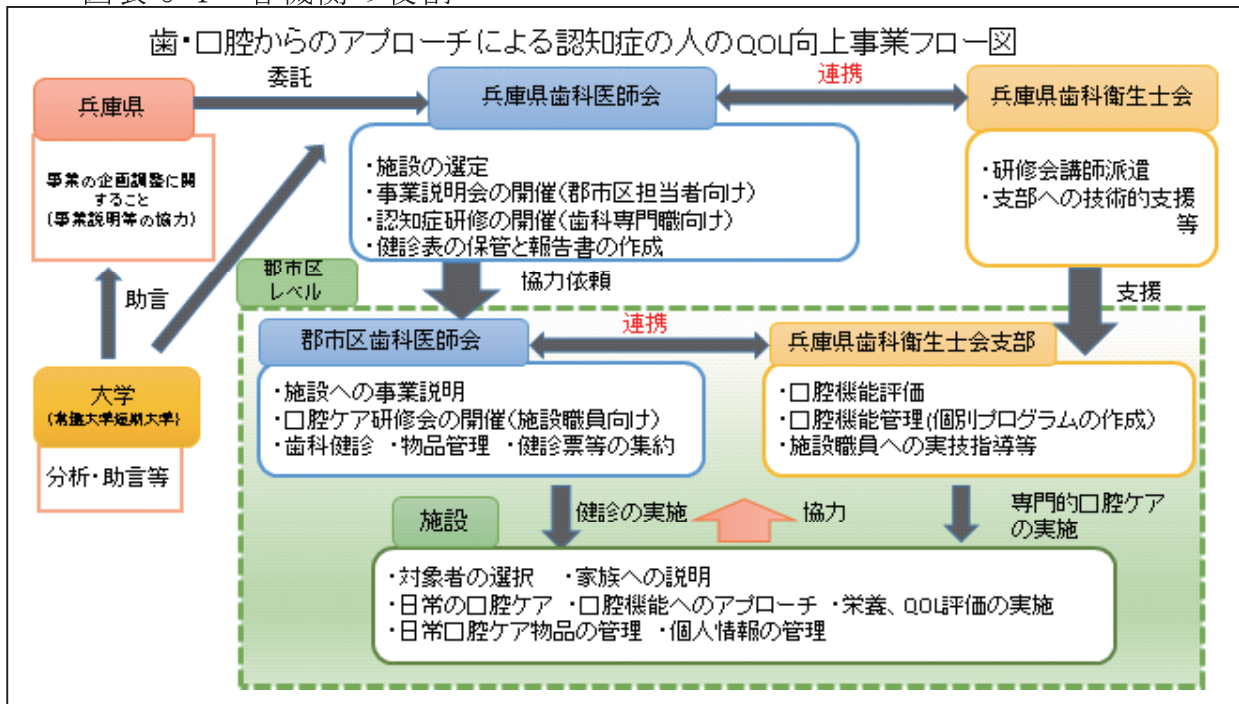 歯・口腔からのアプローチによる認知症の人のQOL向上事業フロー図
兵庫県
委託
兵庫県歯科医師会
連携
兵庫県歯科衛生士会
事業の企画調整に関
すること
(事業説明等の協力)
・施設の選定
・事業説明会の開催(郡市区担当者向け)
・認知症研修の開催(歯科専門職向け)
・健診表の保管と報告書の作成
・研修会講師派遣
・支部への技術的支援
等
助言
郡市区
レベル
協力依頼
支援
郡市区歯科医師会
連携
兵庫県歯科衛生士会支部
・施設への事業説明
・口腔ケア研修会の開催(施設職員向け)
・歯科健診 ・物品管理 ・健診票等の集約
・口腔機能評価
・口腔機能管理(個別プログラムの作成)
・施設職員への実技指導等
大学
(常盤大学短期大学)
分析・助言等
施設
健診の実施
協力
専門的口腔ケア
の実施
・対象者の選択 ・家族への説明
・日常の口腔ケア ・口腔機能へのアプローチ ・栄養、QOL評価の実施
・日常口腔ケア物品の管理 ・個人情報の管理